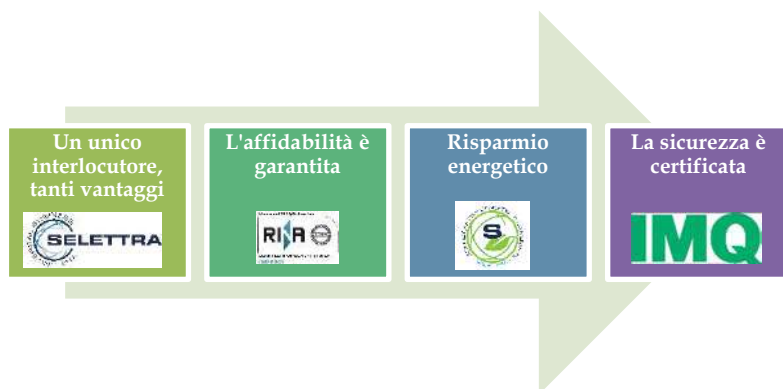 Un unico
interlocutore,
tanti vantaggi
SELETTRA
L'affidabilità è
garantita
RINA
Risparmio
energetico
S
La sicurezza è
certificata
IMQ